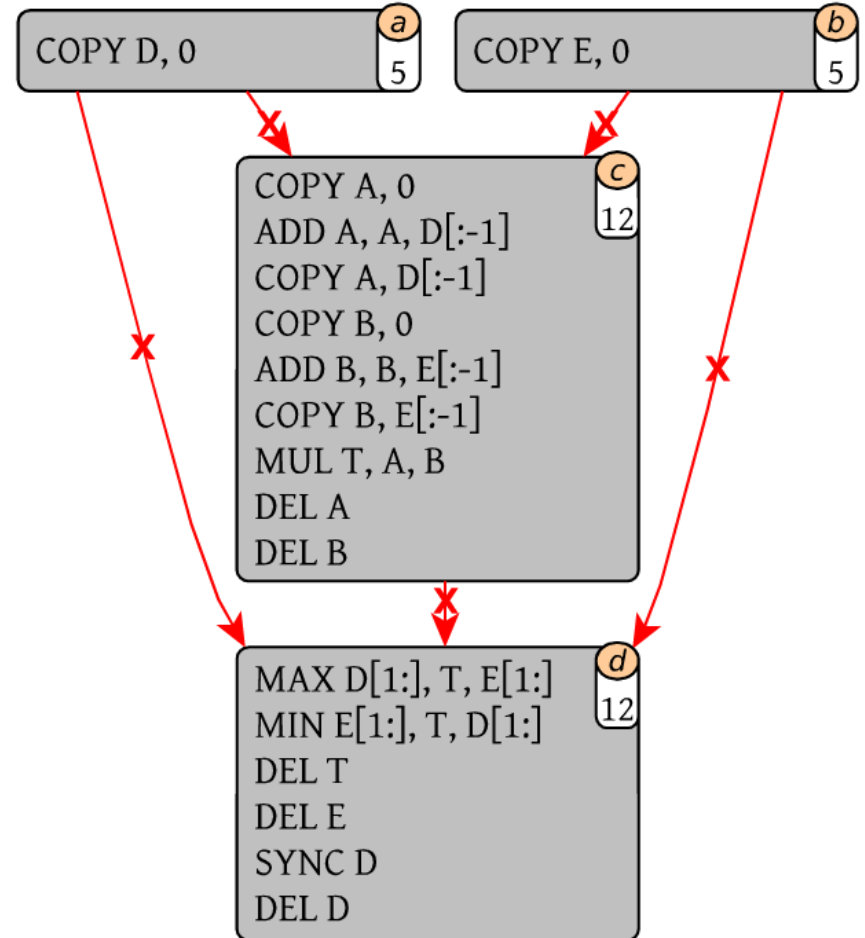 COPY D, 0
a
5
COPY E, 0
b
5
X
X
COPY A, 0
c
12
ADD A, A, D[:-1]
COPY A, D[:-1]
COPY B, 0
ADD B, B, E[:-1]
COPY B, E[:-1]
MUL T, A, B
DEL A
DEL B
X
X
X
MAX D[1:], T, E[1:]
d
12
MIN E[1:], T, D[1:]
DEL T
DEL E
SYNC D
DEL D